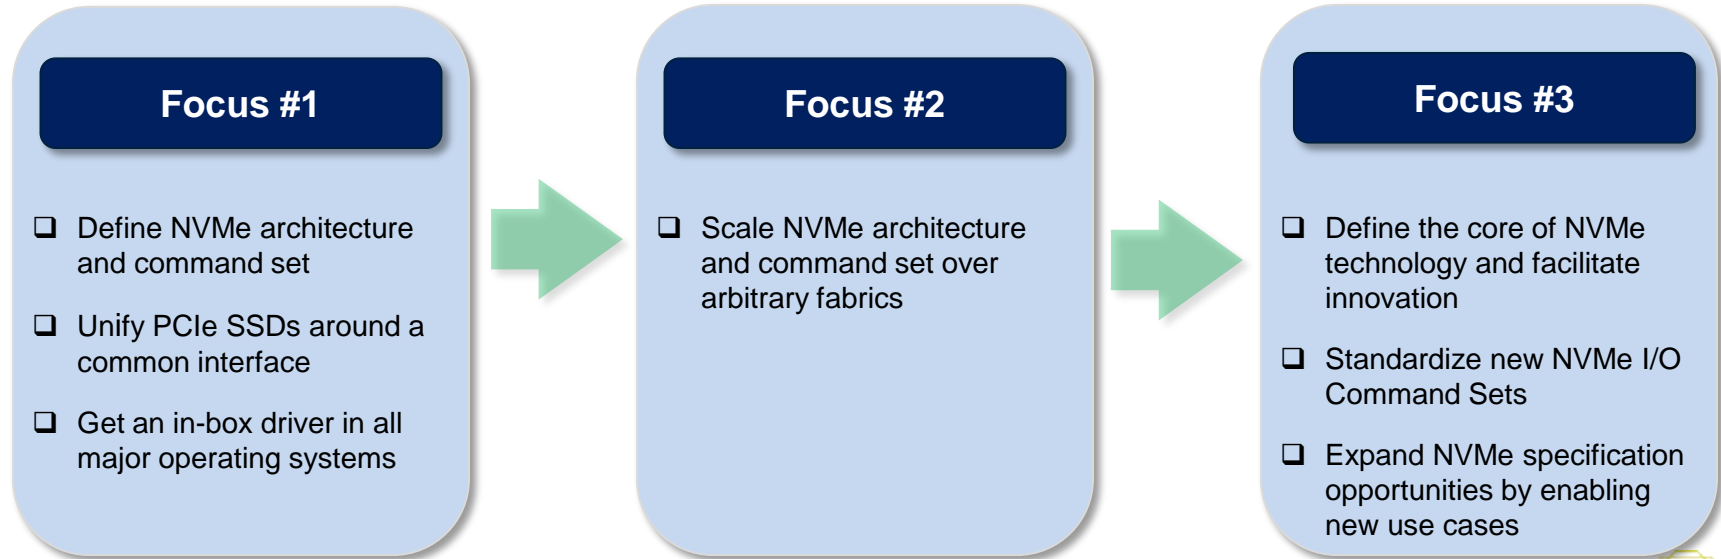 Focus #1
Define NVMe architecture
and command set
Unify PCIe SSDs around a
common interface
Get an in-box driver in all
major operating systems
Focus #2
Scale NVMe architecture
and command set over
arbitrary fabrics
Focus #3
Define the core of NVMe
technology and facilitate
innovation
Standardize new NVMe I/O
Command Sets
Expand NVMe specification
opportunities by enabling
new use cases